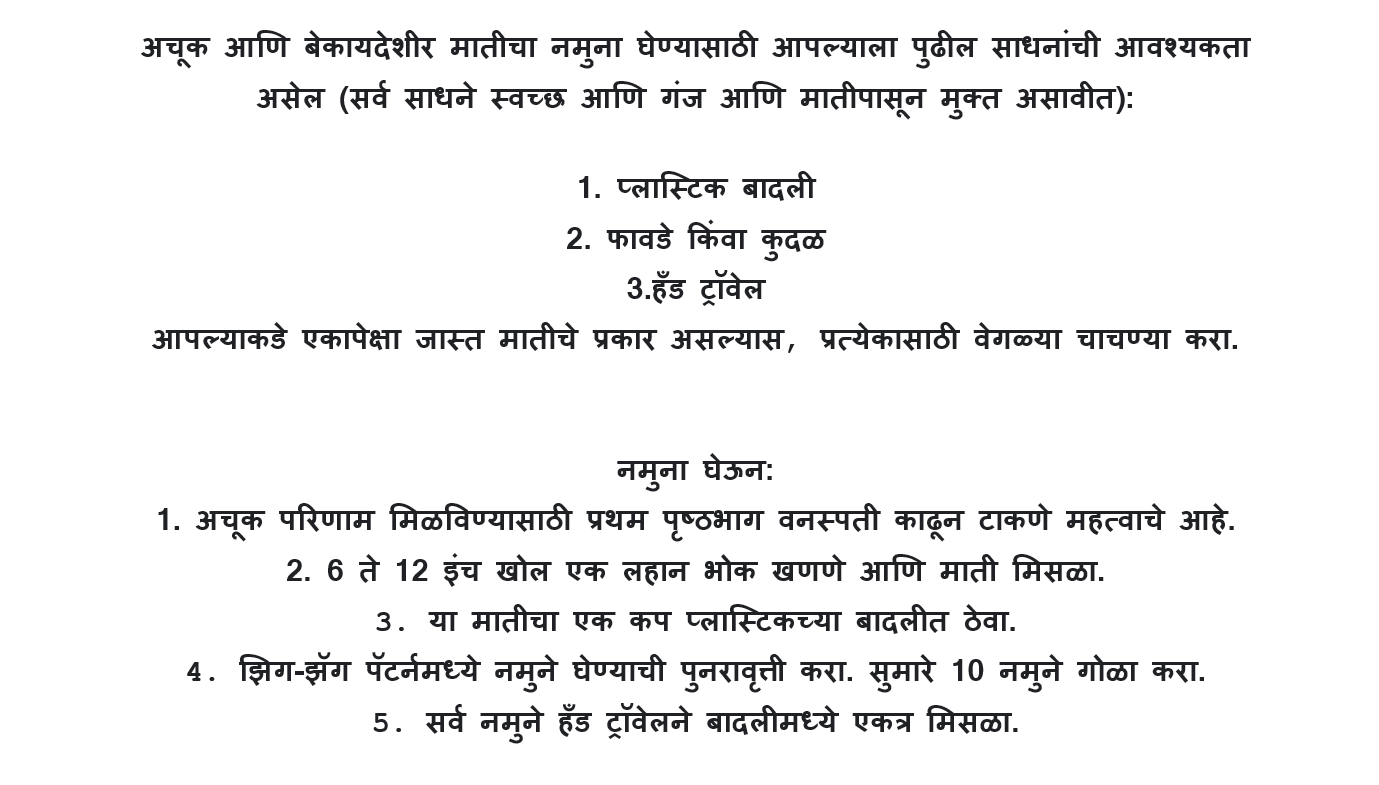 अचूक आणि बेकायदेशीर मातीचा नमुना घेण्यासाठी आपल्याला पुढील साधनांची आवश्यकता
असेल (सर्व साधने स्वच्छ आणि गंज आणि मातीपासून मुक्त असावीत):
1. प्लास्टिक बादली
2. फावडे किंवा कुदळ
3.हँड ट्रॉवेल
आपल्याकडे एकापेक्षा जास्त मातीचे प्रकार असल्यास, प्रत्येकासाठी वेगळ्या चाचण्या करा.
नमुना घेऊन:
1. अचूक परिणाम मिळविण्यासाठी प्रथम पृष्ठभाग वनस्पती काढून टाकणे महत्वाचे आहे.
2. 6 ते 12 इंच खोल एक लहान भोक खणणे आणि माती मिसळा.
3. या मातीचा एक कप प्लास्टिकच्या बादलीत ठेवा.
4. झिग-झॅग पॅटर्नमध्ये नमुने घेण्याची पुनरावृत्ती करा. सुमारे 10 नमुने गोळा करा.
5. सर्व नमुने हँड ट्रॉवेलने बादलीमध्ये एकत्र मिसळा.